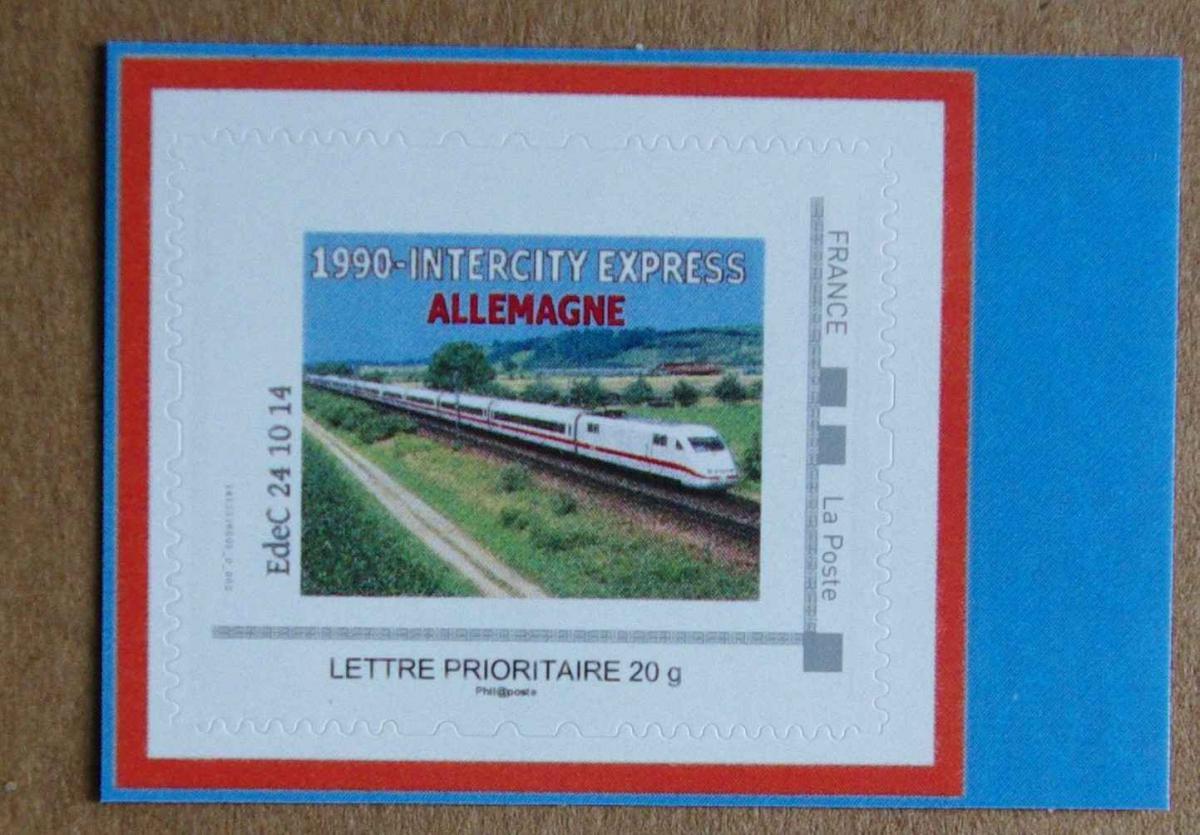 1990-INTERCITY EXPRESS
ALLEMAGNE
FRANCE
La Poste
EdeC 24 10 14
LETTRE PRIORITAIRE 20 g
Phil@poste